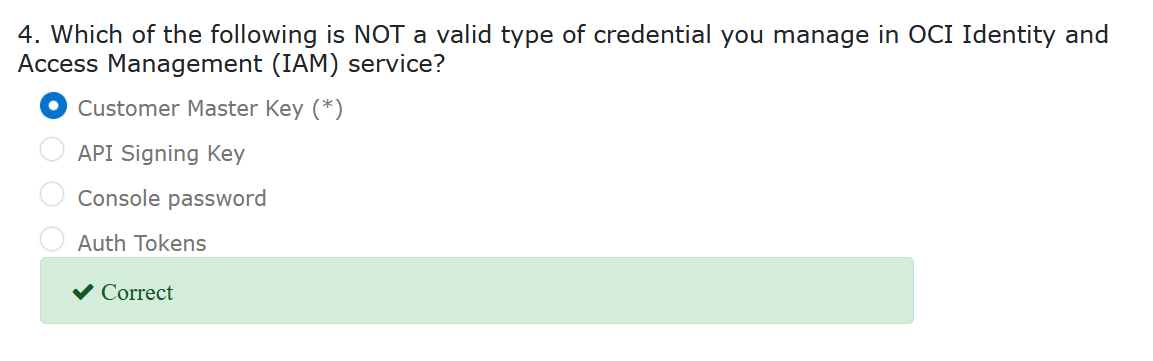 4. Which of the following is NOT a valid type of credential you manage in OCI Identity and
Access Management (IAM) service?
Customer Master Key (*)
API Signing Key
Console password
Auth Tokens
Correct